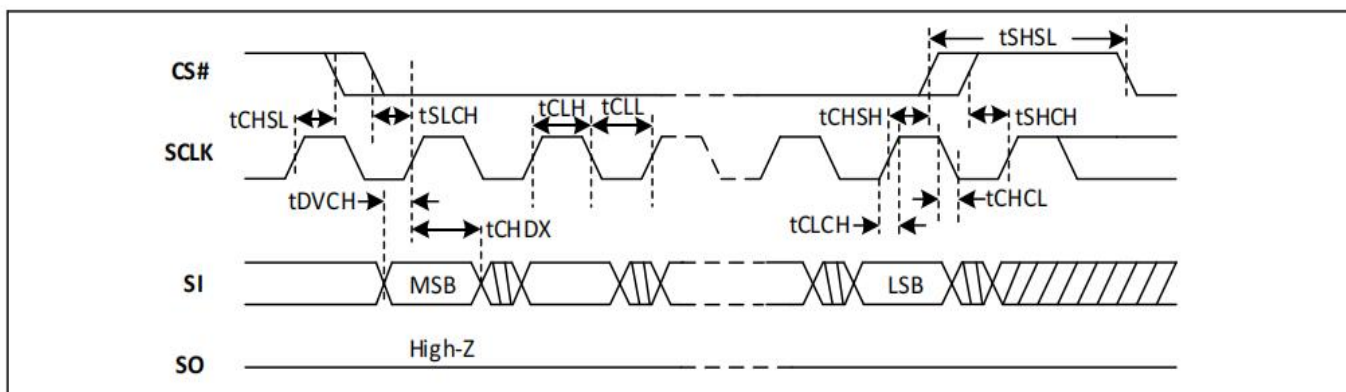 tSHSL
CS#
tCHSL
tSLCH
tCLH
tCLL
tCHSH
tSHCH
SCLK
tDVCH
tCHDX
tCLCH
tCHCL
SI
MSB
LSB
High-Z
SO